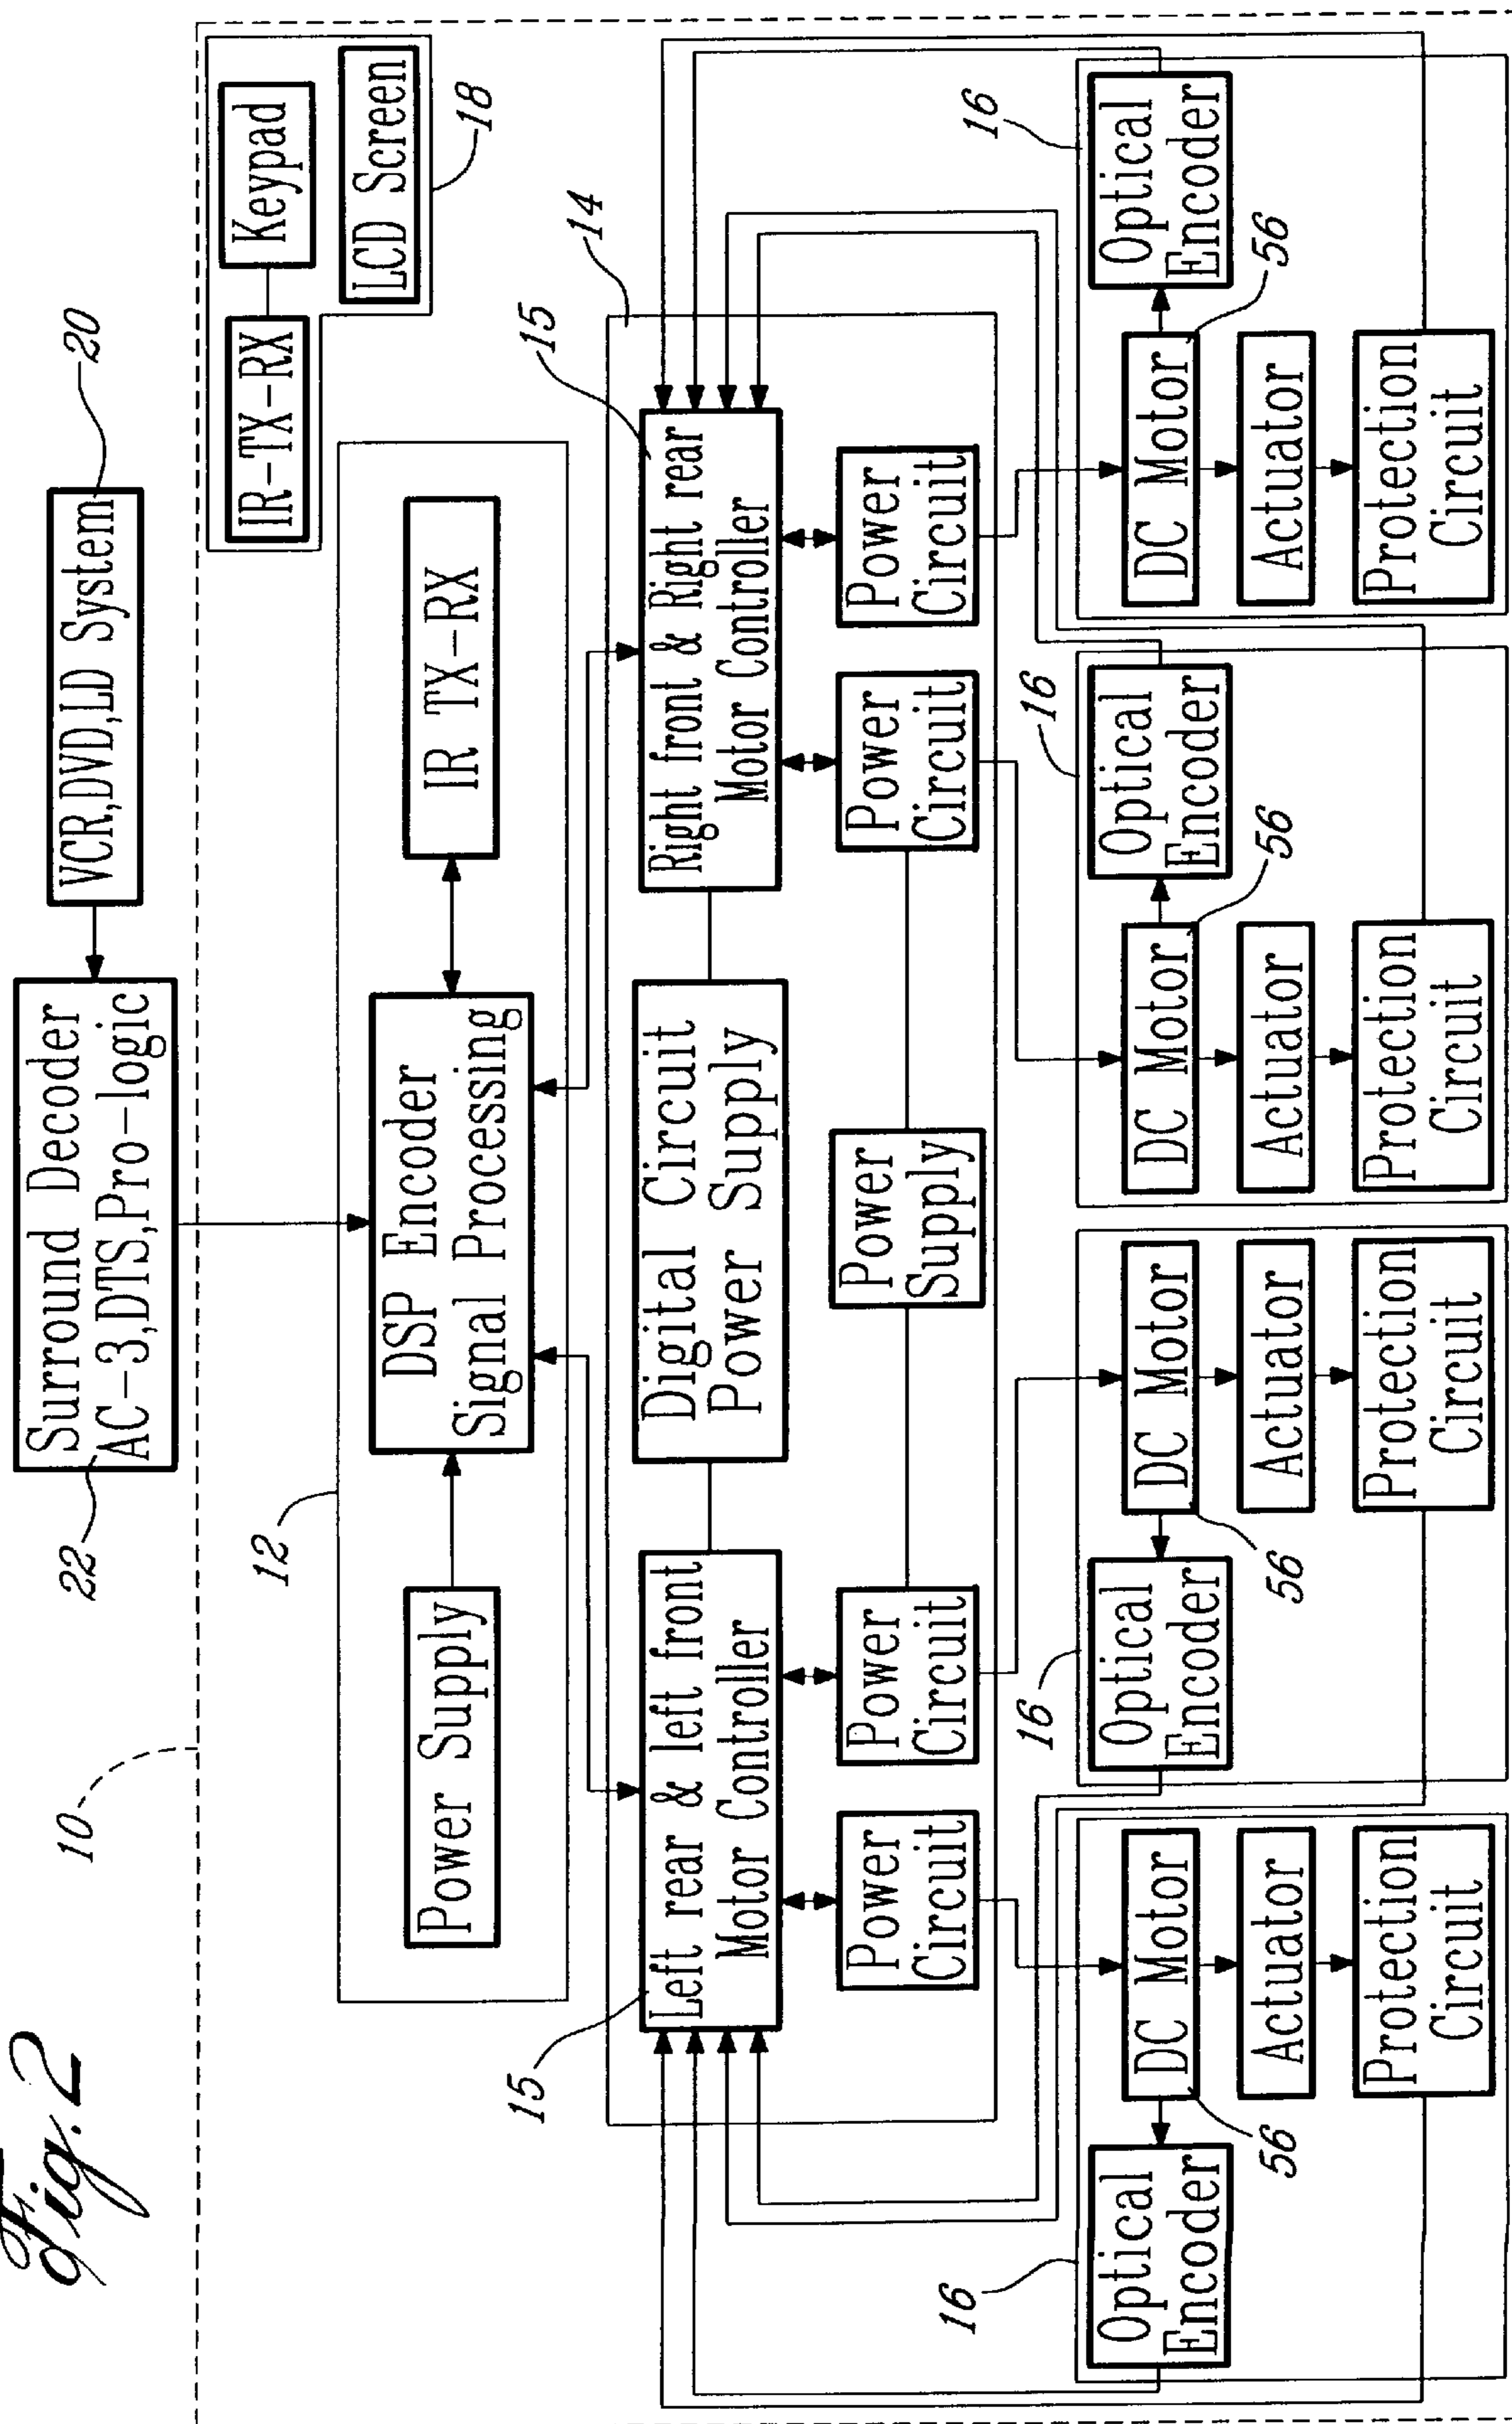 Fig. 2
10
22
Surround Decoder
AC-3,DTS,Pro-logic
VCR,DVD,LD System
20
IR-TX-RX
Keypad
LCD Screen
18
12
Power Supply
DSP Encoder
Signal Processing
IR TX-RX
14
15
Left rear & left front
Motor Controller
Digital Circuit
Power Supply
15
Right front & Right rear
Motor Controller
Power
Circuit
Power
Circuit
Power
Supply
Power
Circuit
Power
Circuit
16
Optical
Encoder
DC Motor
56
Actuator
Protection
Circuit
16
Optical
Encoder
DC Motor
56
Actuator
Protection
Circuit
16
DC Motor
56
Optical
Encoder
Actuator
Protection
Circuit
16
DC Motor
56
Optical
Encoder
Actuator
Protection
Circuit